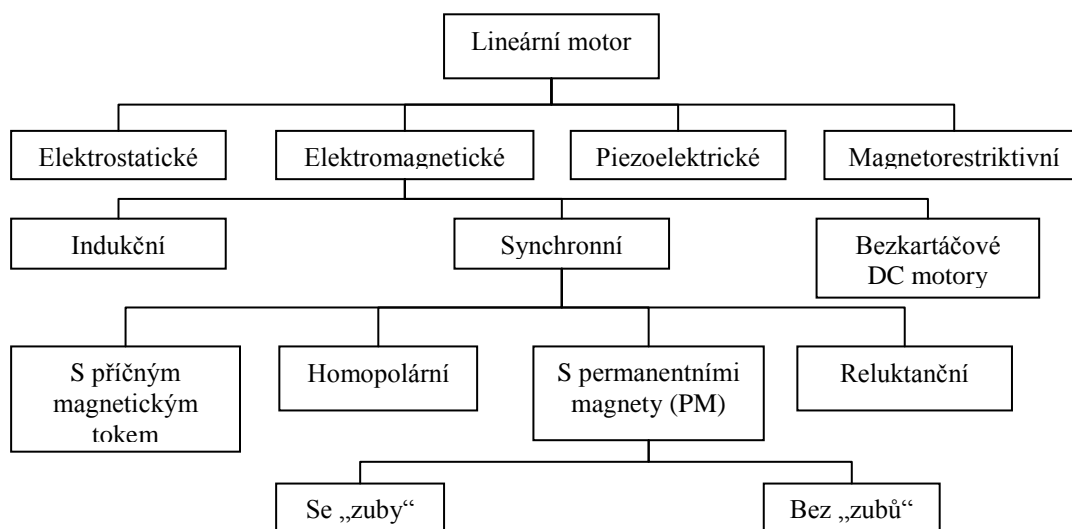 Lineární motor
Elektrostatické
Elektromagnetické
Piezoelektrické
Magnetorestriktivní
Indukční
Synchronní
Bezkartáčové
DC motory
S příčným
magnetickým
tokem
Homopolární
S permanentními
magnety (PM)
Reluktanční
Se „zuby“
Bez „zubů“